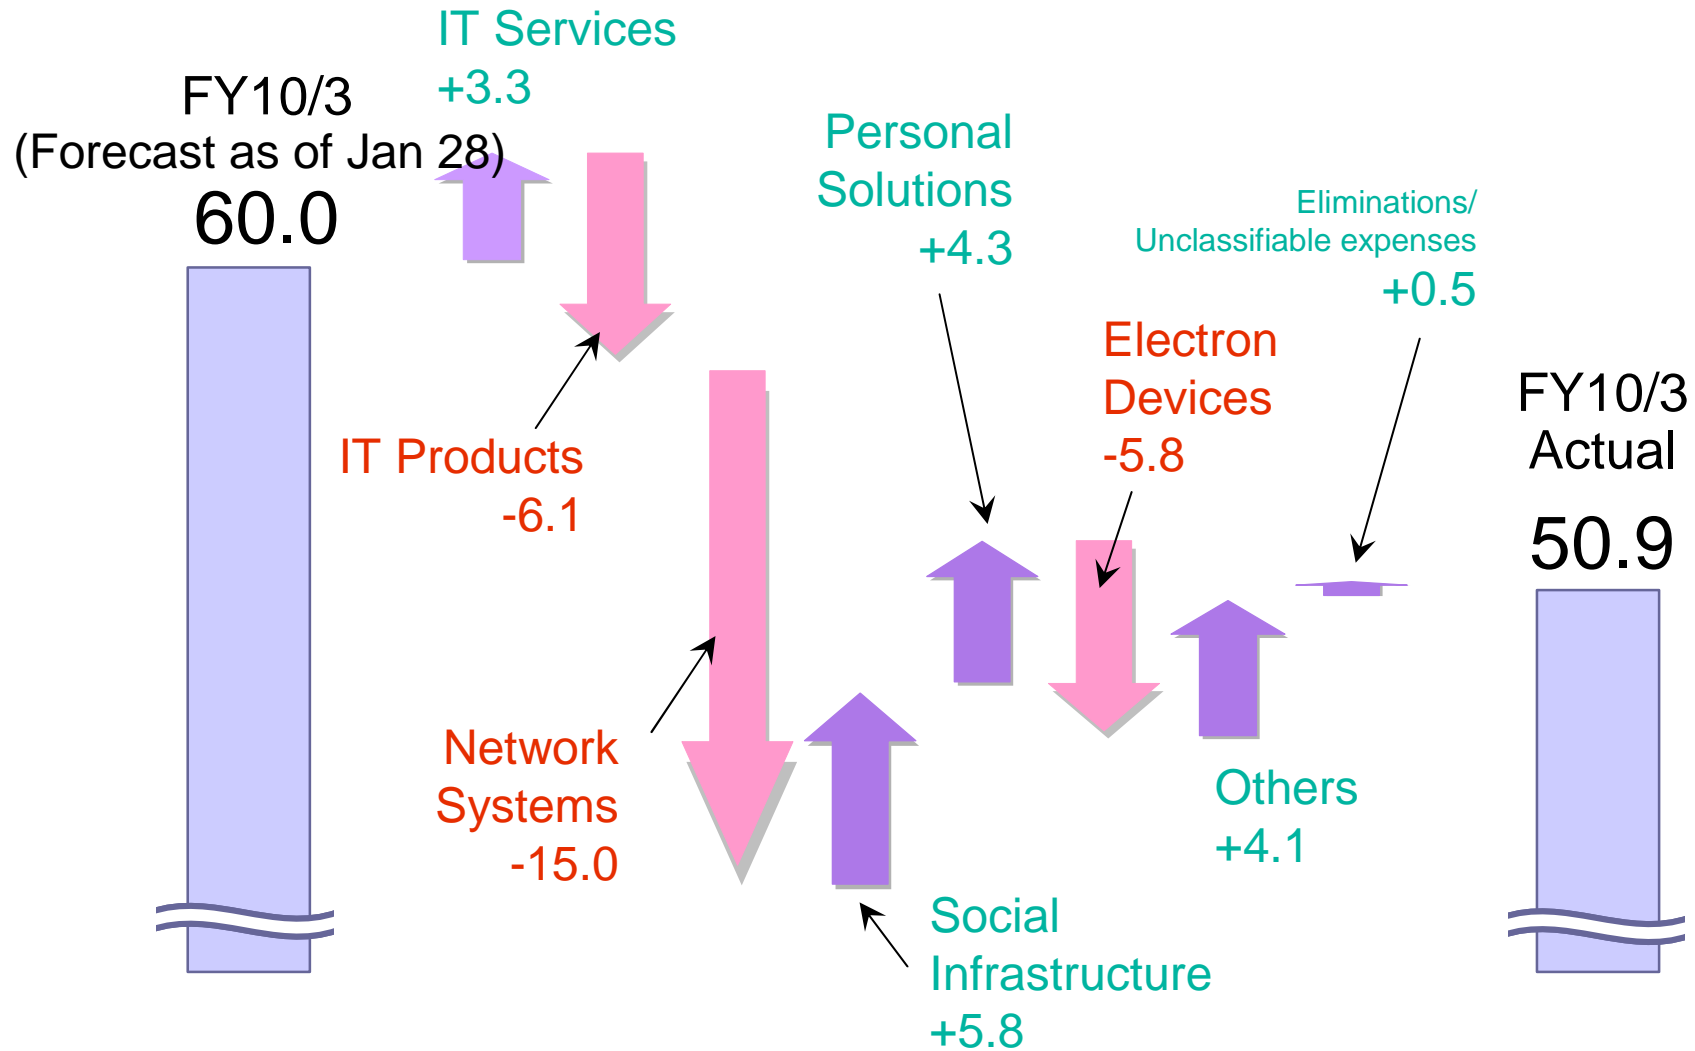 IT Services
+3.3
FY10/3
(Forecast as of Jan 28)
60.0
Personal
Solutions
+4.3
Eliminations/
Unclassifiable expenses
+0.5
Electron
Devices
-5.8
FY10/3
Actual
50.9
IT Products
-6.1
Network
Systems
-15.0
Others
+4.1
Social
Infrastructure
+5.8